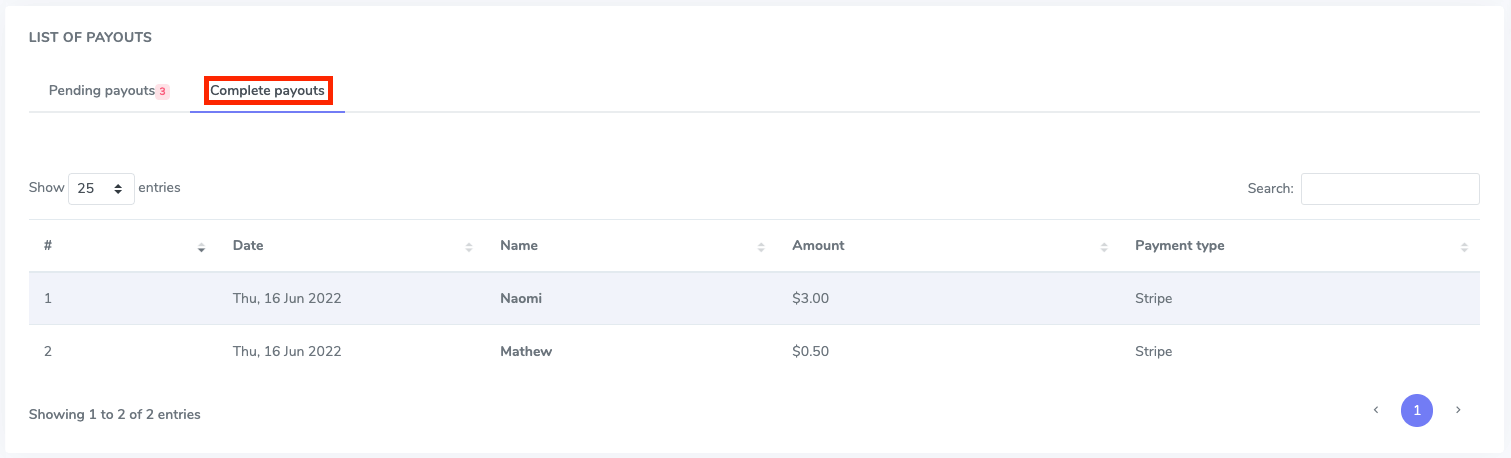 LIST OF PAYOUTS
Pending payouts 3 Complete payouts
Show 25 entries Search:
# Date Name Amount Payment type
1 Thu, 16 Jun 2022 Naomi $3.00 Stripe
2 Thu, 16 Jun 2022 Mathew $0.50 Stripe
Showing 1 to 2 of 2 entries ‹ 1 ›